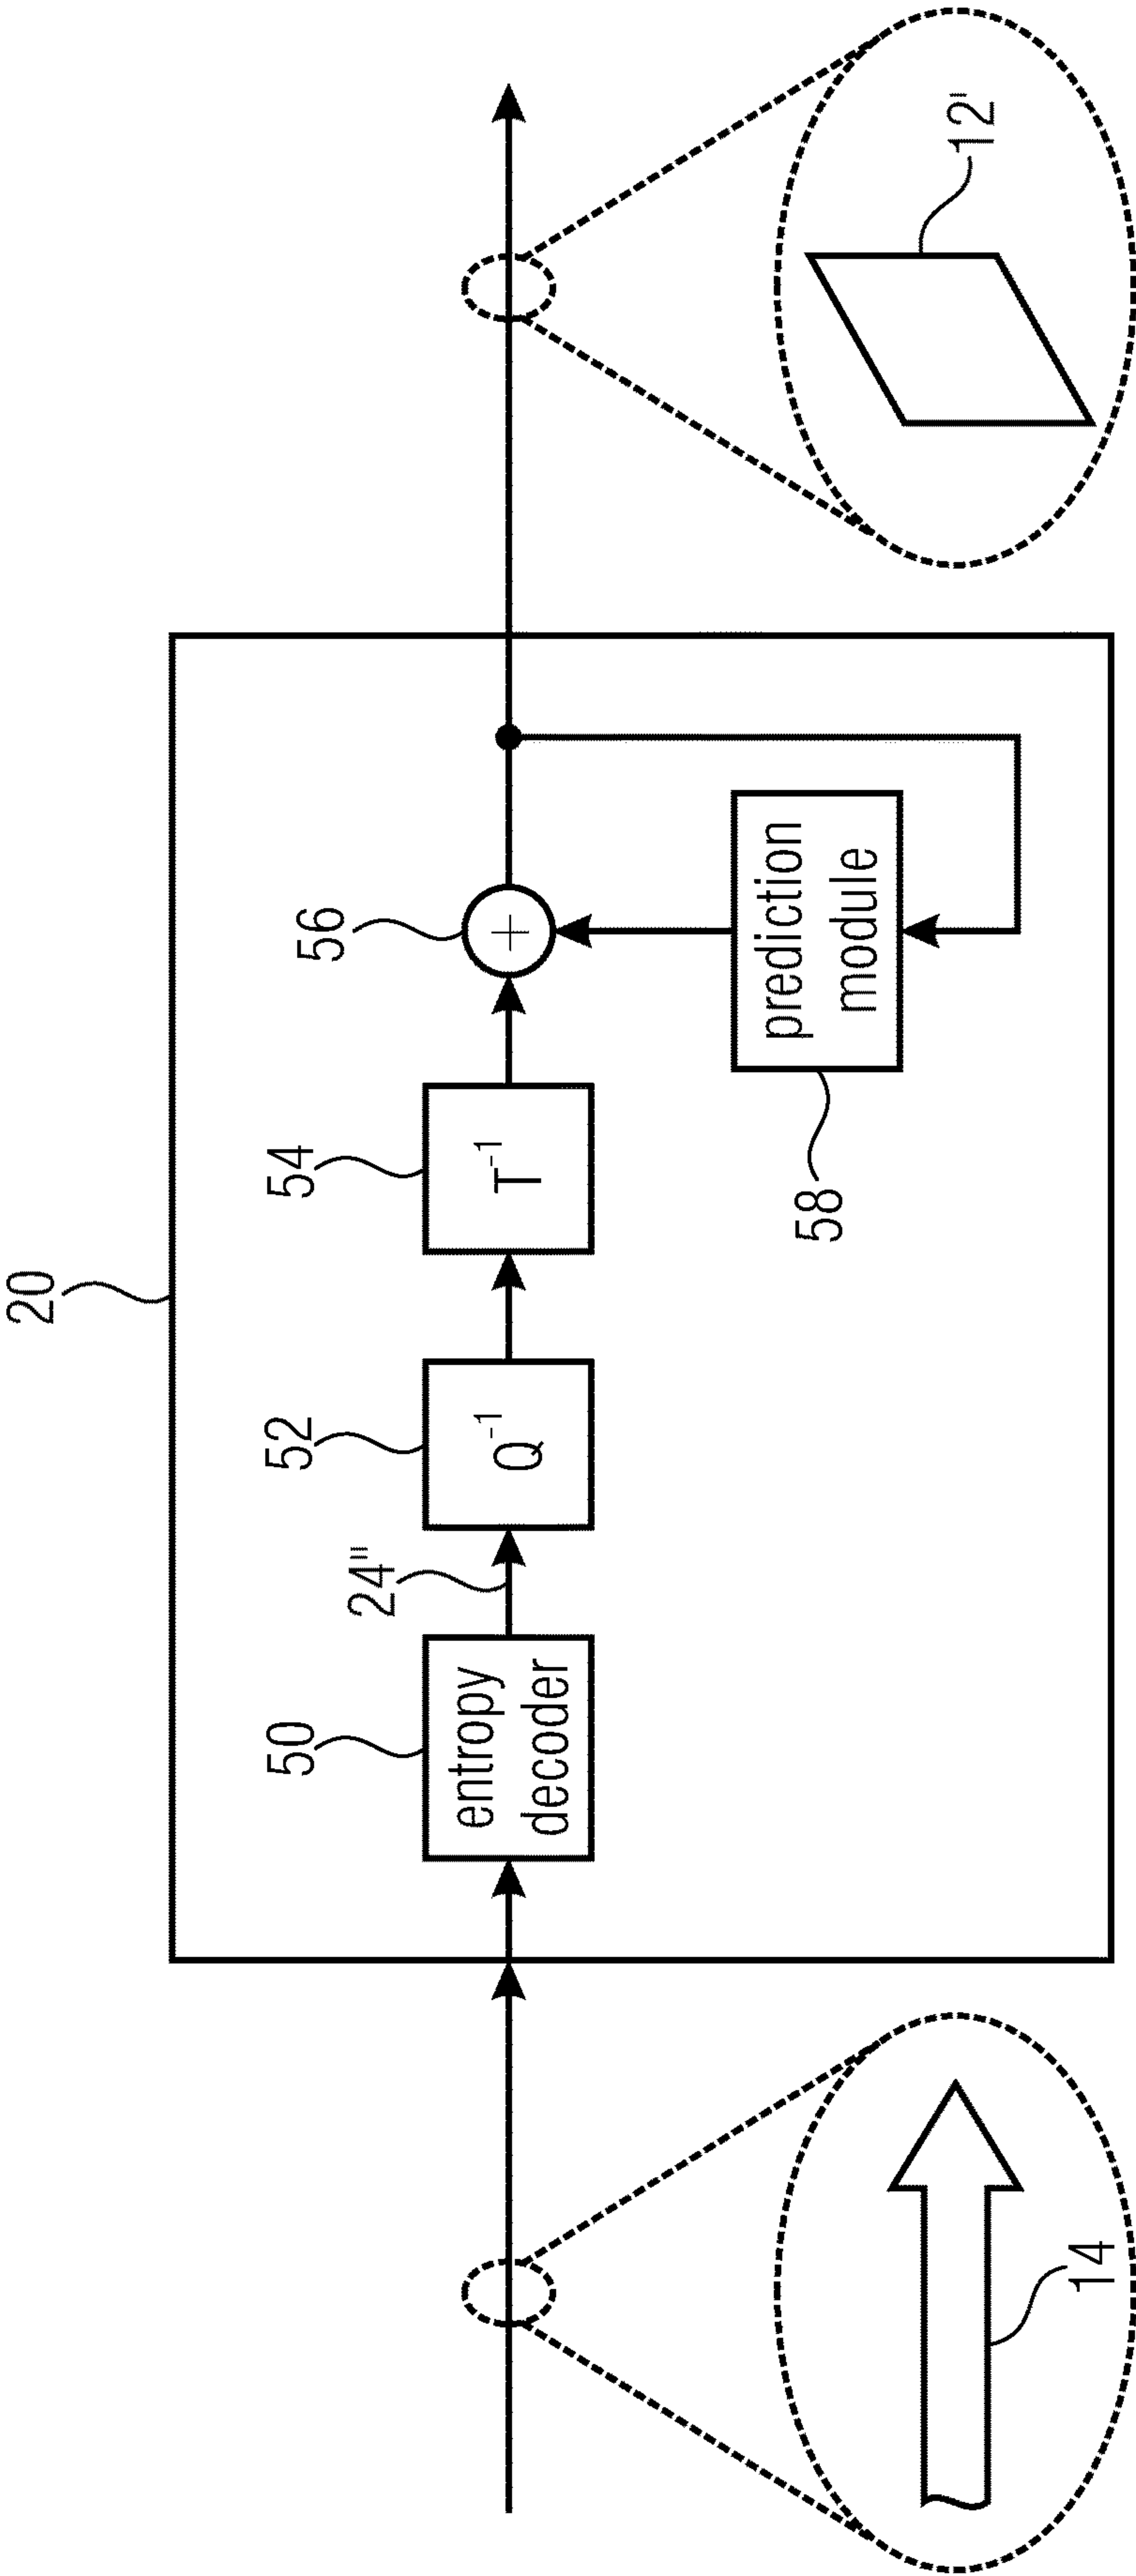 20
50
entropy
decoder
24"
52
Q-1
54
T-1
56
+
58
prediction
module
14
12'